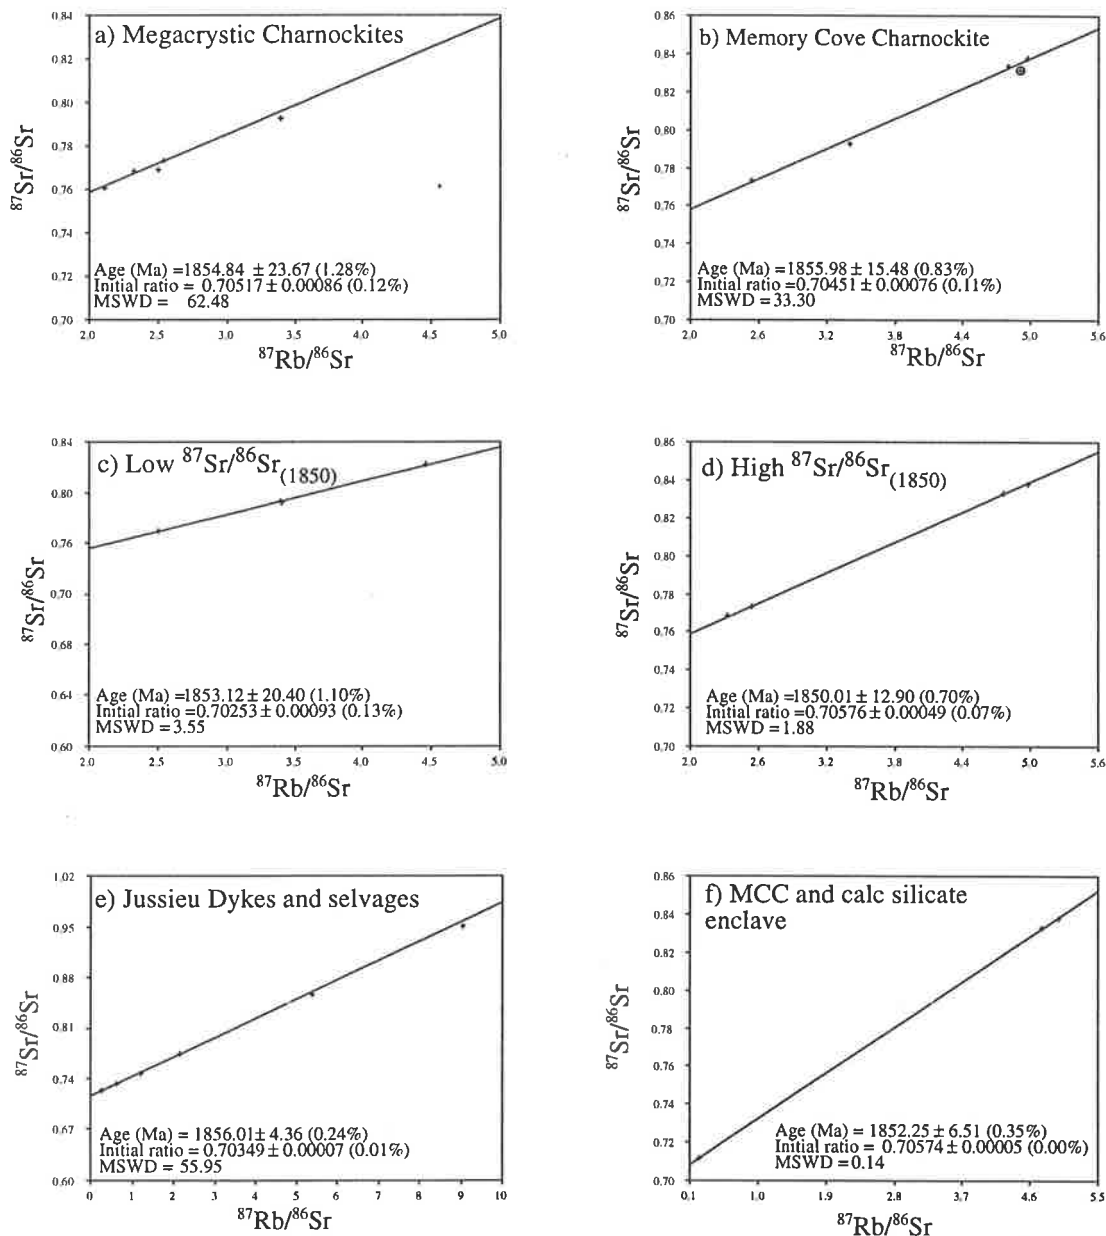 a) Megacrystic Charnockites
0.84
0.82
0.80
0.78
0.76
0.74
0.72
0.70
87Sr/86Sr
Age (Ma) =1854.84 ± 23.67 (1.28%)
Initial ratio = 0.70517 ± 0.00086 (0.12%)
MSWD = 62.48
2.0 2.5 3.0 3.5 4.0 4.5 5.0
87Rb/86Sr
b) Memory Cove Charnockite
0.86
0.84
0.82
0.80
0.78
0.76
0.74
0.72
0.70
87Sr/86Sr
Age (Ma) =1855.98 ± 15.48 (0.83%)
Initial ratio =0.70451 ± 0.00076 (0.11%)
MSWD =33.30
2.0 2.6 3.2 3.8 4.4 5.0 5.6
87Rb/86Sr
c) Low 87Sr/86Sr(1850)
0.84
0.80
0.76
0.70
0.68
0.64
0.60
87Sr/86Sr
Age (Ma) =1853.12 ± 20.40 (1.10%)
Initial ratio =0.70253 ± 0.00093 (0.13%)
MSWD =3.55
2.0 2.5 3.0 3.5 4.0 4.5 5.0
87Rb/86Sr
d) High 87Sr/86Sr(1850)
0.86
0.84
0.82
0.80
0.78
0.76
0.74
0.72
0.70
87Sr/86Sr
Age (Ma) =1850.01 ± 12.90 (0.70%)
Initial ratio =0.70576 ± 0.00049 (0.07%)
MSWD =1.88
2.0 2.6 3.2 3.8 4.4 5.0 5.6
87Rb/86Sr
e) Jussieu Dykes and selvages
1.02
0.95
0.88
0.81
0.74
0.67
0.60
87Sr/86Sr
Age (Ma) = 1856.01± 4.36 (0.24%)
Initial ratio = 0.70349 ± 0.00007 (0.01%)
MSWD = 55.95
0 1 2 3 4 5 6 7 8 9 10
87Rb/86Sr
f) MCC and calc silicate
enclave
0.86
0.84
0.82
0.80
0.78
0.76
0.74
0.72
0.70
87Sr/86Sr
Age (Ma) = 1852.25 ± 6.51 (0.35%)
Initial ratio = 0.70574 ± 0.00005 (0.00%)
MSWD =0.14
0.1 1.0 1.9 2.8 3.7 4.6 5.5
87Rb/86Sr